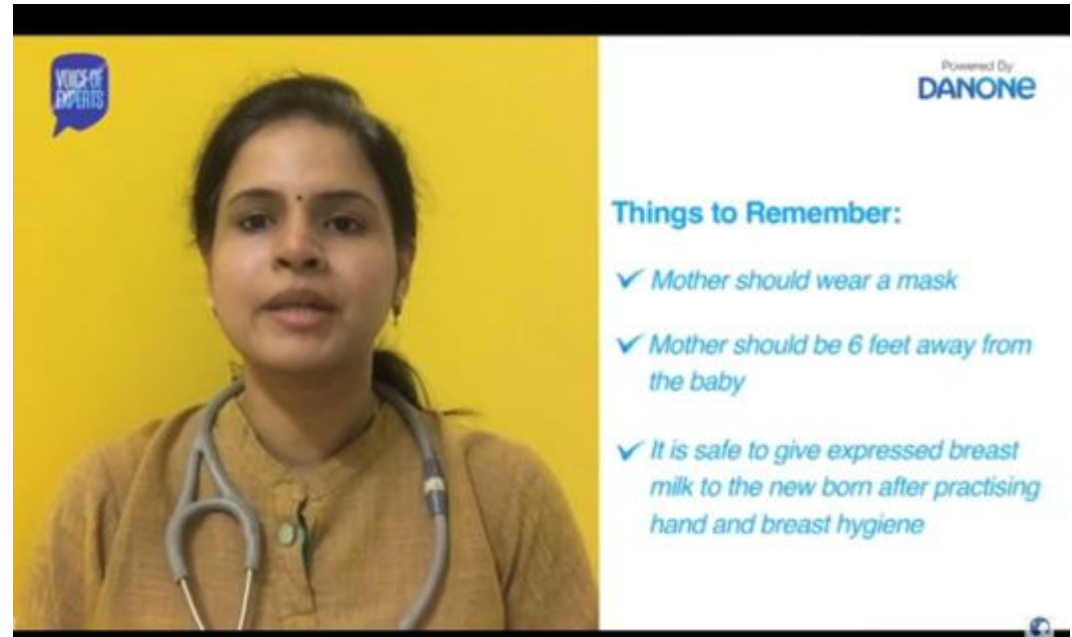 VOICE OF
EXPERTS
Powered By
DANONE
Things to Remember:
Mother should wear a mask
Mother should be 6 feet away from
the baby
It is safe to give expressed breast
milk to the new born after practising
hand and breast hygiene